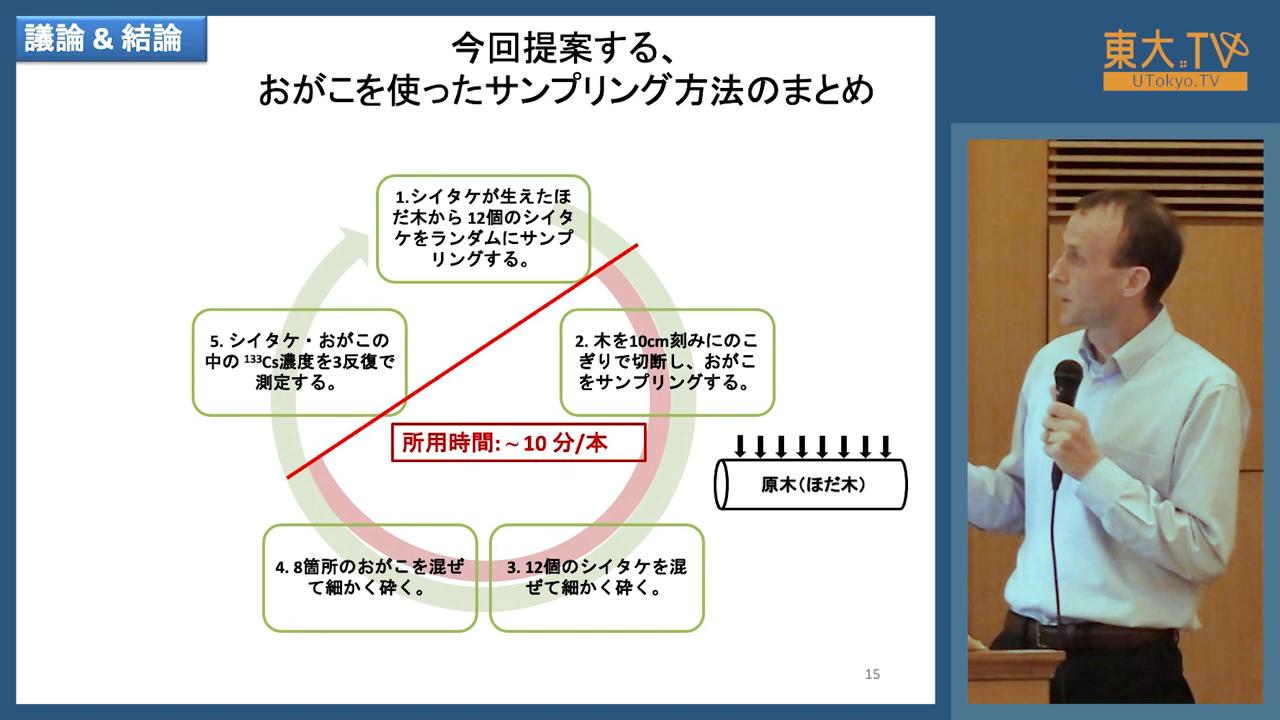 議論 & 結論
今回提案する、
おがこを使ったサンプリング方法のまとめ
東大.TV
UTokyo.TV
1.シイタケが生えたほ
だ木から 12個のシイタ
ケをランダムにサンプ
リングする。
2. 木を10cm刻みにのこ
ぎりで切断し、おがこ
をサンプリングする。
3. 12個のシイタケを混
ぜて細かく砕く。
4. 8箇所のおがこを混ぜ
て細かく砕く。
5. シイタケ・おがこの
中の ¹³³Cs濃度を3反復で
測定する。
所用時間: ~ 10 分/本
原木(ほだ木)
15